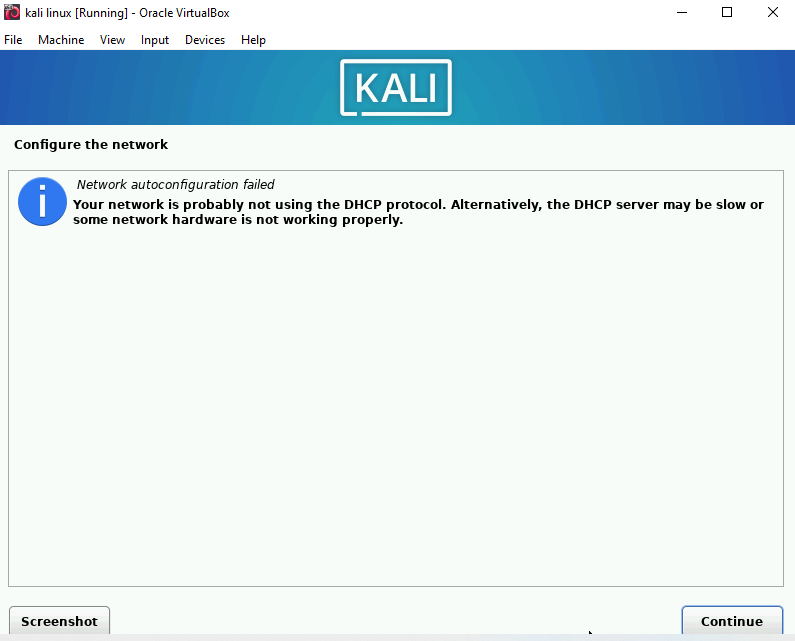 kali linux [Running] - Oracle VirtualBox
File Machine View Input Devices Help
KALI
Configure the network
Network autoconfiguration failed
Your network is probably not using the DHCP protocol. Alternatively, the DHCP server may be slow or
some network hardware is not working properly.
Screenshot Continue